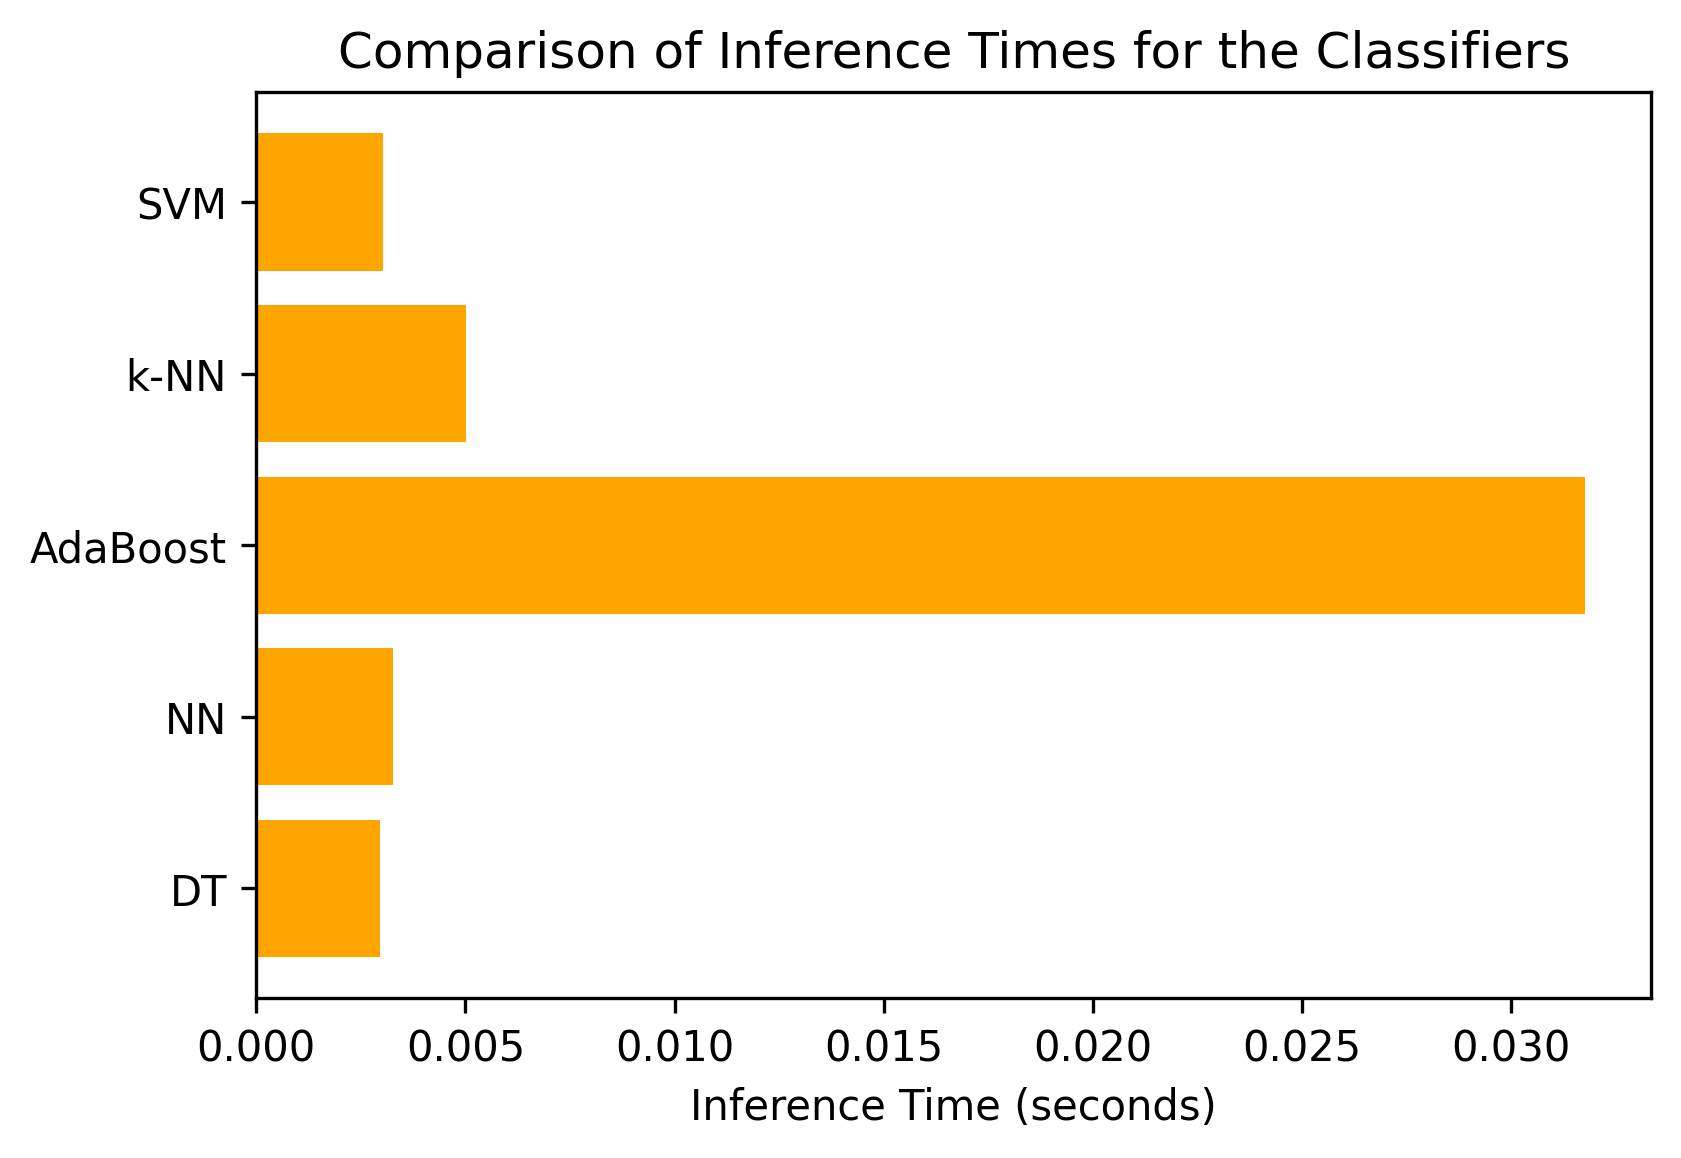 Comparison of Inference Times for the Classifiers
SVM
k-NN
AdaBoost
NN
DT
0.000 0.005 0.010 0.015 0.020 0.025 0.030
Inference Time (seconds)